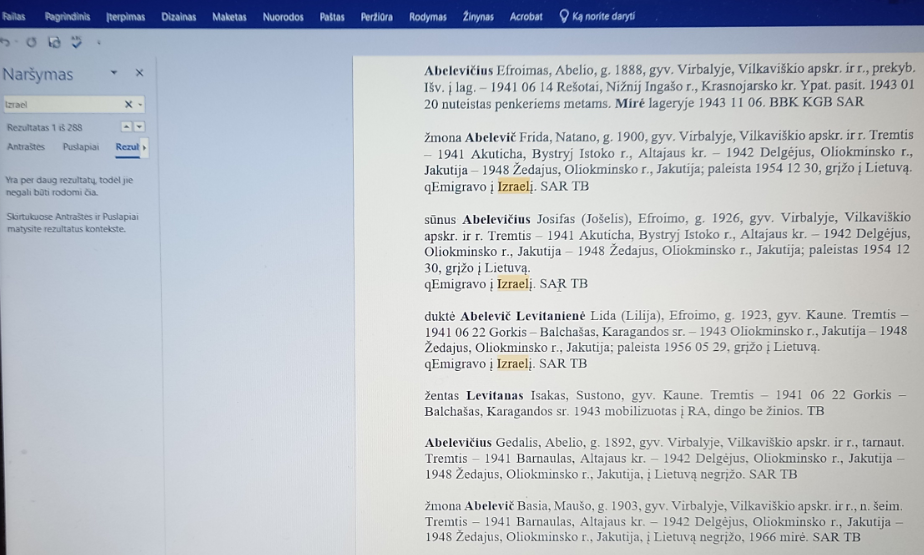 Failas Pagrindinis Įterpimas Dizainas Maketas Nuorodos Paštas Peržiūra Rodymas Žinynas Acrobat Ką norite daryti
Naršymas
Izrael
Rezultatas 1 iš 288
Antraštės Puslapiai Rezul
Yra per daug rezultatų, todėl jie
negali būti rodomi čia.
Skirtukuose Antraštės ir Puslapiai
matysite rezultatus kontekste.
Abelevičius Efroimas, Abelio, g. 1888, gyv. Virbalyje, Vilkaviškio apskr. ir r., prekyb.
Išv. į lag. – 1941 06 14 Rešotai, Nižnij Ingašo r., Krasnojarsko kr. Ypat. pasit. 1943 01
20 nuteistas penkeriems metams. Mirė lageryje 1943 11 06. BBK KGB SAR
žmona Abelevič Frida, Natano, g. 1900, gyv. Virbalyje, Vilkaviškio apskr. ir r. Tremtis
– 1941 Akuticha, Bystryj Istoko r., Altajaus kr. – 1942 Delgėjus, Oliokminsko r.,
Jakutija – 1948 Žedajus, Oliokminsko r., Jakutija; paleista 1954 12 30, grįžo į Lietuvą.
qEmigravo į Izraelį. SAR TB
sūnus Abelevičius Josifas (Jošelis), Efroimo, g. 1926, gyv. Virbalyje, Vilkaviškio
apskr. ir r. Tremtis – 1941 Akuticha, Bystryj Istoko r., Altajaus kr. – 1942 Delgėjus,
Oliokminsko r., Jakutija – 1948 Žedajus, Oliokminsko r., Jakutija; paleistas 1954 12
30, grįžo į Lietuvą.
qEmigravo į Izraelį. SAR TB
duktė Abelevič Levitanienė Lida (Lilija), Efroimo, g. 1923, gyv. Kaune. Tremtis –
1941 06 22 Gorkis – Balchašas, Karagandos sr. – 1943 Oliokminsko r., Jakutija – 1948
Žedajus, Oliokminsko r., Jakutija; paleista 1956 05 29, grįžo į Lietuvą.
qEmigravo į Izraelį. SAR TB
žentas Levitanas Isakas, Sustono, gyv. Kaune. Tremtis – 1941 06 22 Gorkis –
Balchašas, Karagandos sr. 1943 mobilizuotas į RA, dingo be žinios. TB
Abelevičius Gedalis, Abelio, g. 1892, gyv. Virbalyje, Vilkaviškio apskr. ir r., tarnaut.
Tremtis – 1941 Barnaulas, Altajaus kr. – 1942 Delgėjus, Oliokminsko r., Jakutija –
1948 Žedajus, Oliokminsko r., Jakutija, į Lietuvą negrįžo. SAR TB
žmona Abelevič Basia, Maušo, g. 1903, gyv. Virbalyje, Vilkaviškio apskr. ir r., n. šeim.
Tremtis – 1941 Barnaulas, Altajaus kr. – 1942 Delgėjus, Oliokminsko r., Jakutija –
1948 Žedajus, Oliokminsko r., Jakutija, į Lietuvą negrįžo, 1966 mirė. SAR TB